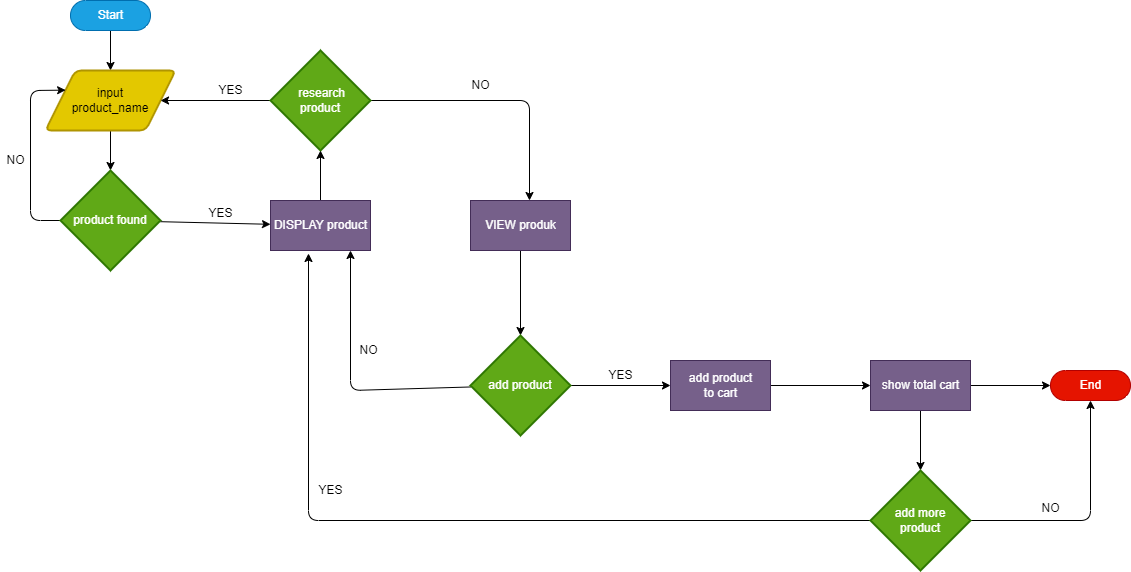 Start
input
product_name
NO
product found
YES
DISPLAY product
YES
research
product
NO
VIEW produk
NO
add product
YES
add product
to cart
show total cart
End
YES
add more
product
NO